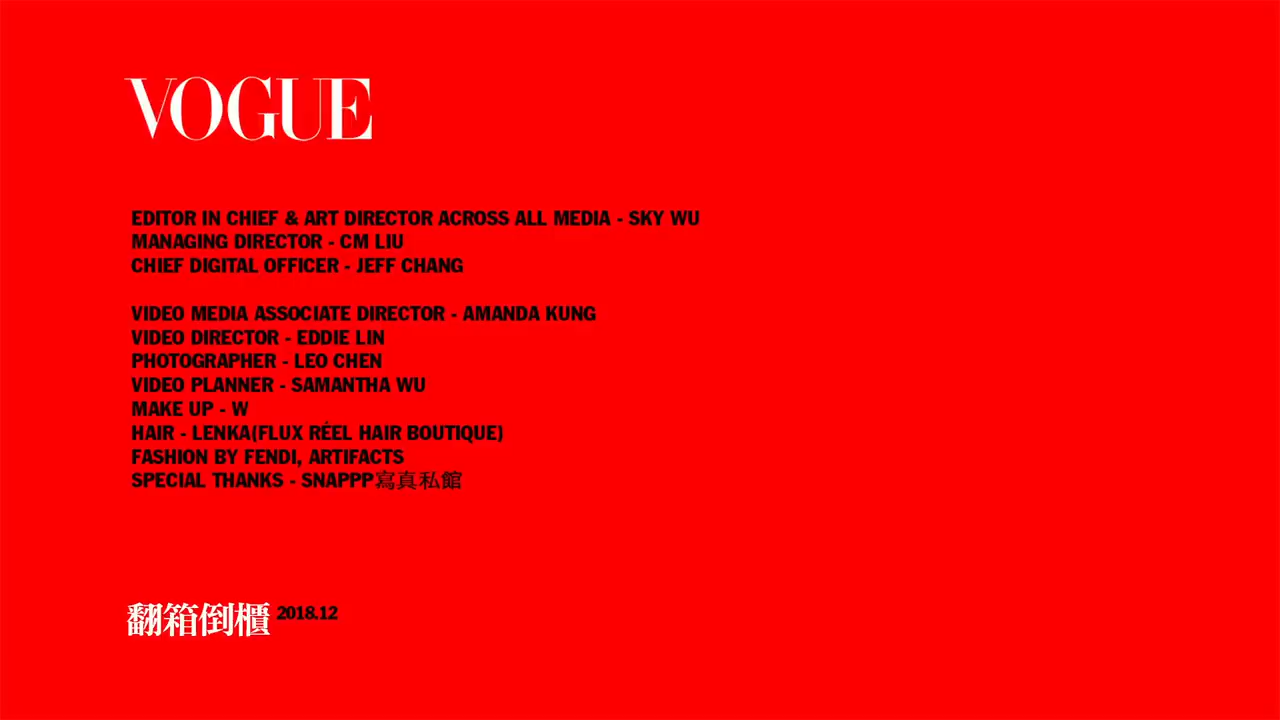 VOGUE
EDITOR IN CHIEF & ART DIRECTOR ACROSS ALL MEDIA - SKY WU
MANAGING DIRECTOR - CM LIU
CHIEF DIGITAL OFFICER - JEFF CHANG
VIDEO MEDIA ASSOCIATE DIRECTOR - AMANDA KUNG
VIDEO DIRECTOR - EDDIE LIN
PHOTOGRAPHER - LEO CHEN
VIDEO PLANNER - SAMANTHA WU
MAKE UP - W
HAIR - LENKA(FLUX RÉEL HAIR BOUTIQUE)
FASHION BY FENDI, ARTIFACTS
SPECIAL THANKS - SNAPPP寫真私館
翻箱倒櫃 2018.12